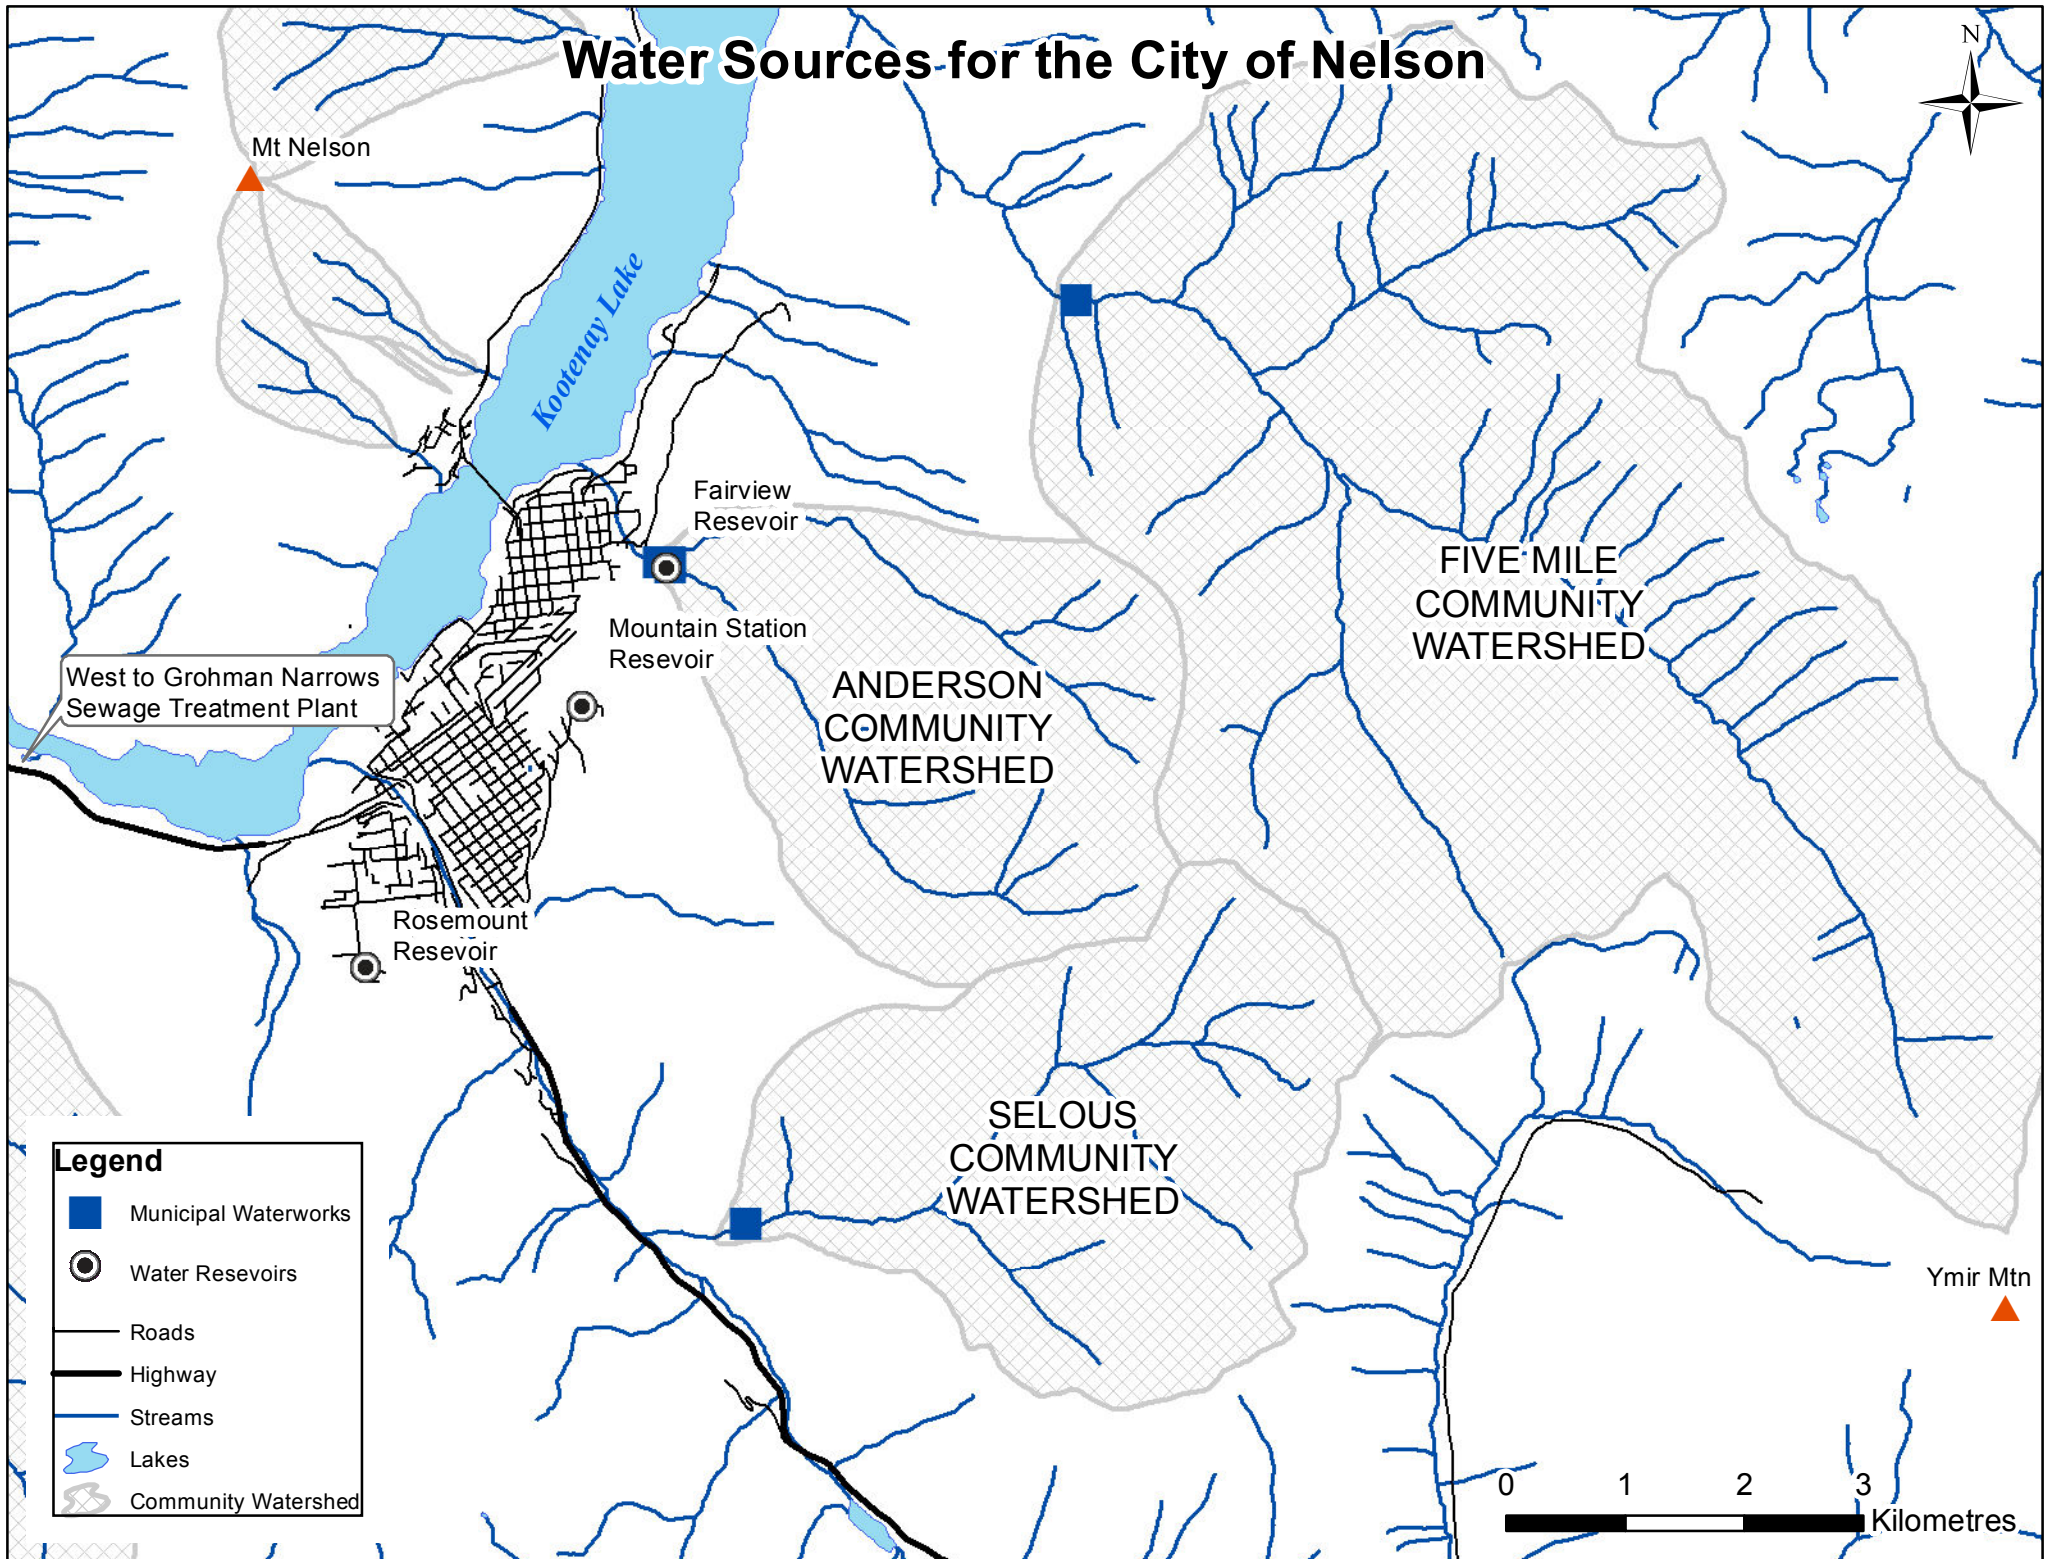 Water Sources for the City of Nelson
N
Mt Nelson
Kootenay Lake
Fairview
Resevoir
FIVE MILE
COMMUNITY
WATERSHED
Mountain Station
Resevoir
West to Grohman Narrows
Sewage Treatment Plant
ANDERSON
COMMUNITY
WATERSHED
Rosemount
Resevoir
SELOUS
COMMUNITY
WATERSHED
Ymir Mtn
Legend
Municipal Waterworks
Water Resevoirs
Roads
Highway
Streams
Lakes
Community Watershed
0 1 2 3
Kilometres